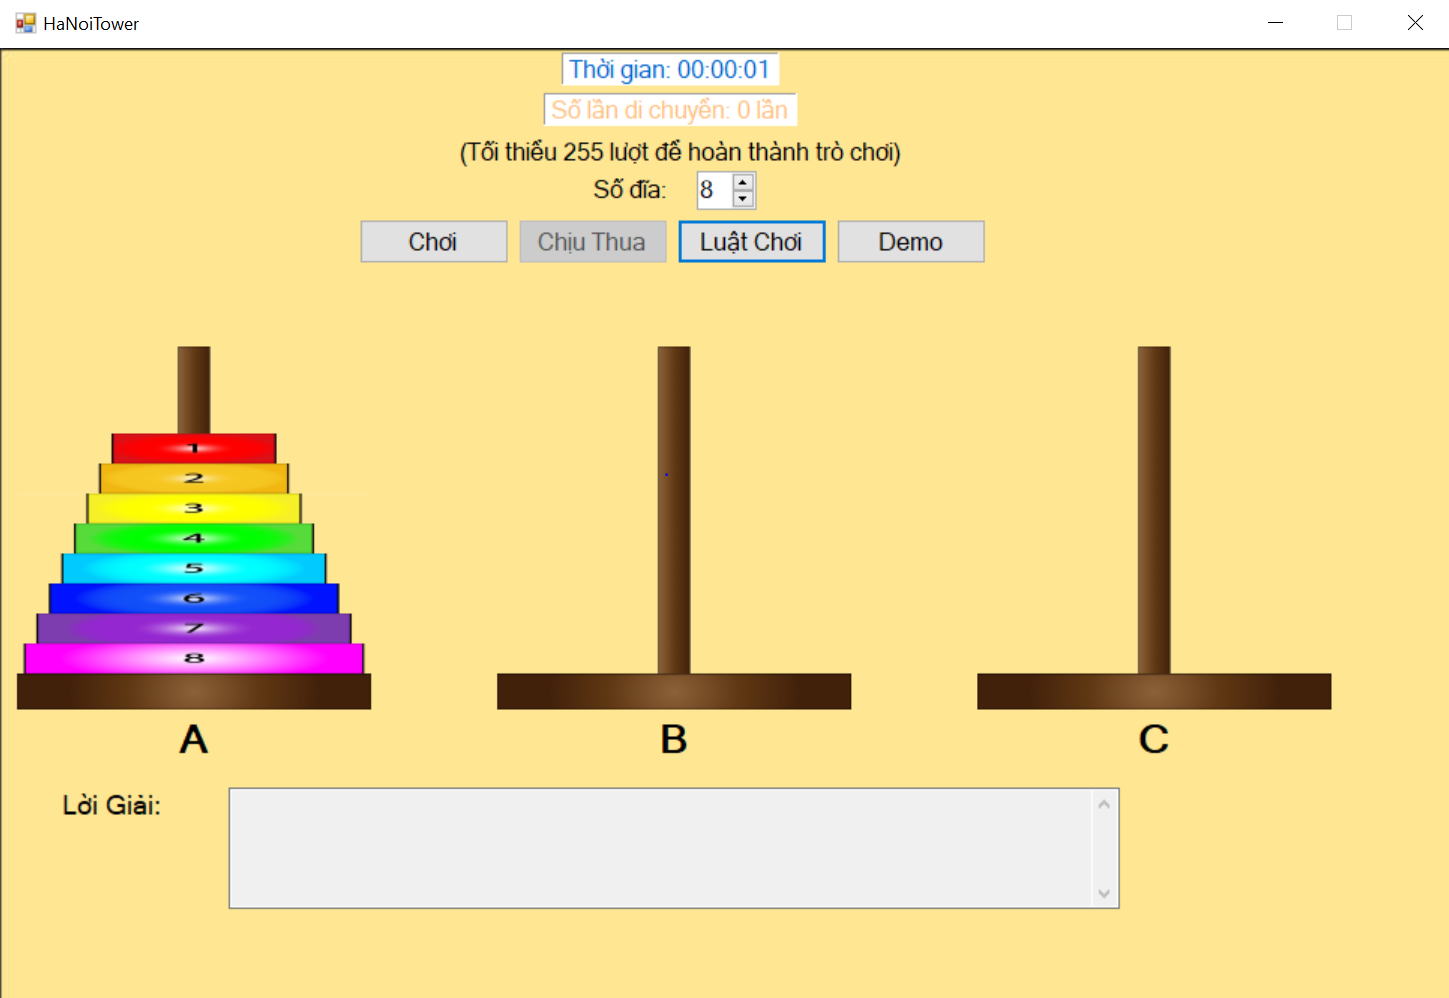 HaNoiTower
Thời gian: 00:00:01
Số lần di chuyển: 0 lần
(Tối thiểu 255 lượt để hoàn thành trò chơi)
Số đĩa: 8
Chơi Chịu Thua Luật Chơi Demo
1
2
3
4
5
6
7
8
A B C
Lời Giải: